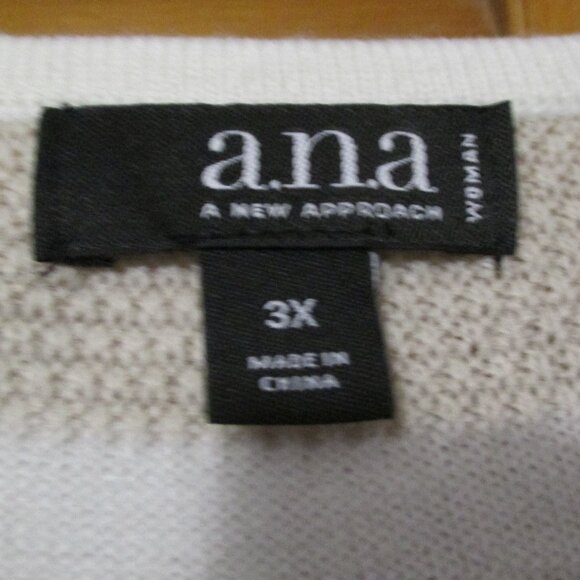 a.n.a
A NEW APPROACH
WOMAN
3X
MADE IN
CHINA